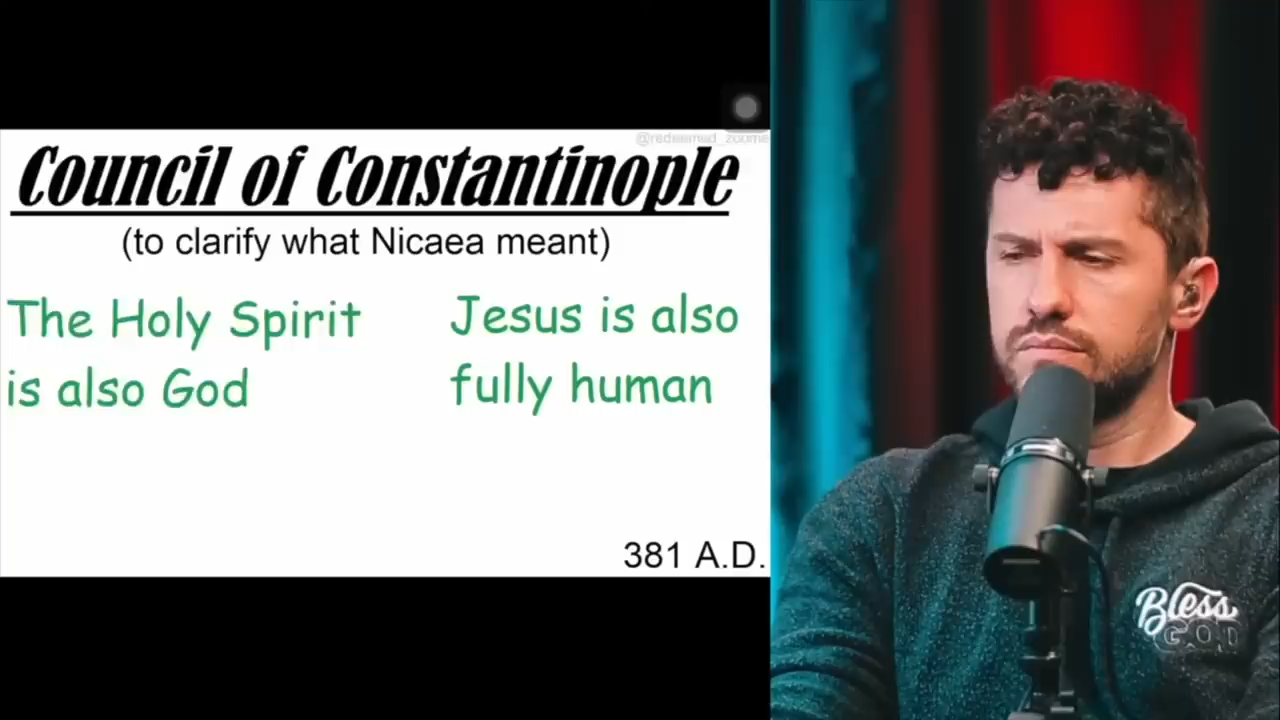 @redeemed_zoome
Council of Constantinople
(to clarify what Nicaea meant)
The Holy Spirit
is also God
Jesus is also
fully human
381 A.D.
Bless
GOD